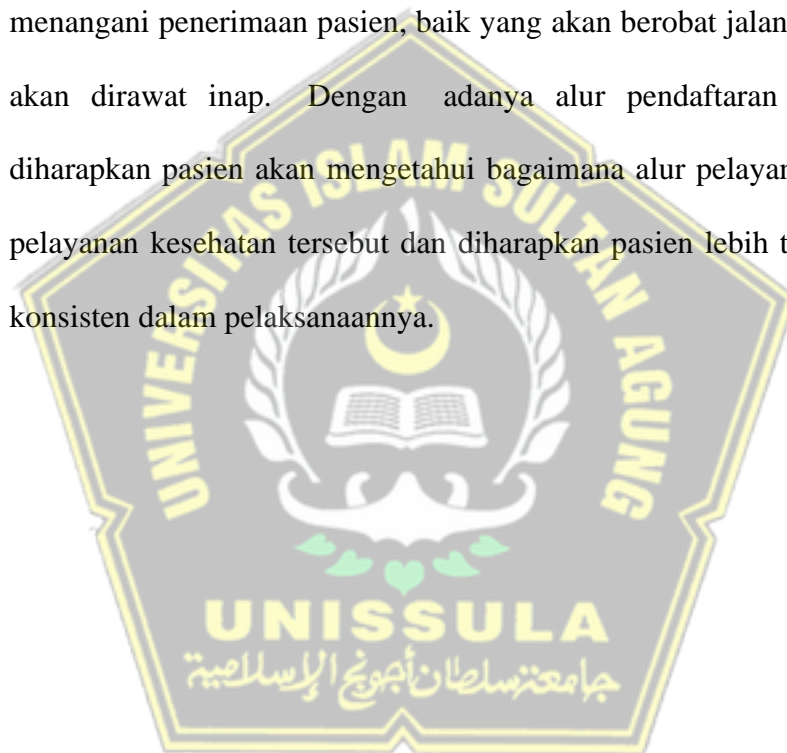 menangani penerimaan pasien, baik yang akan berobat jalan
akan dirawat inap. Dengan adanya alur pendaftaran
diharapkan pasien akan mengetahui bagaimana alur pelayan
pelayanan kesehatan tersebut dan diharapkan pasien lebih t
konsisten dalam pelaksanaannya.
UNIVERSITAS ISLAM SULTAN AGUNG
UNISSULA
جامعة سلطان أجونج الإسلامية